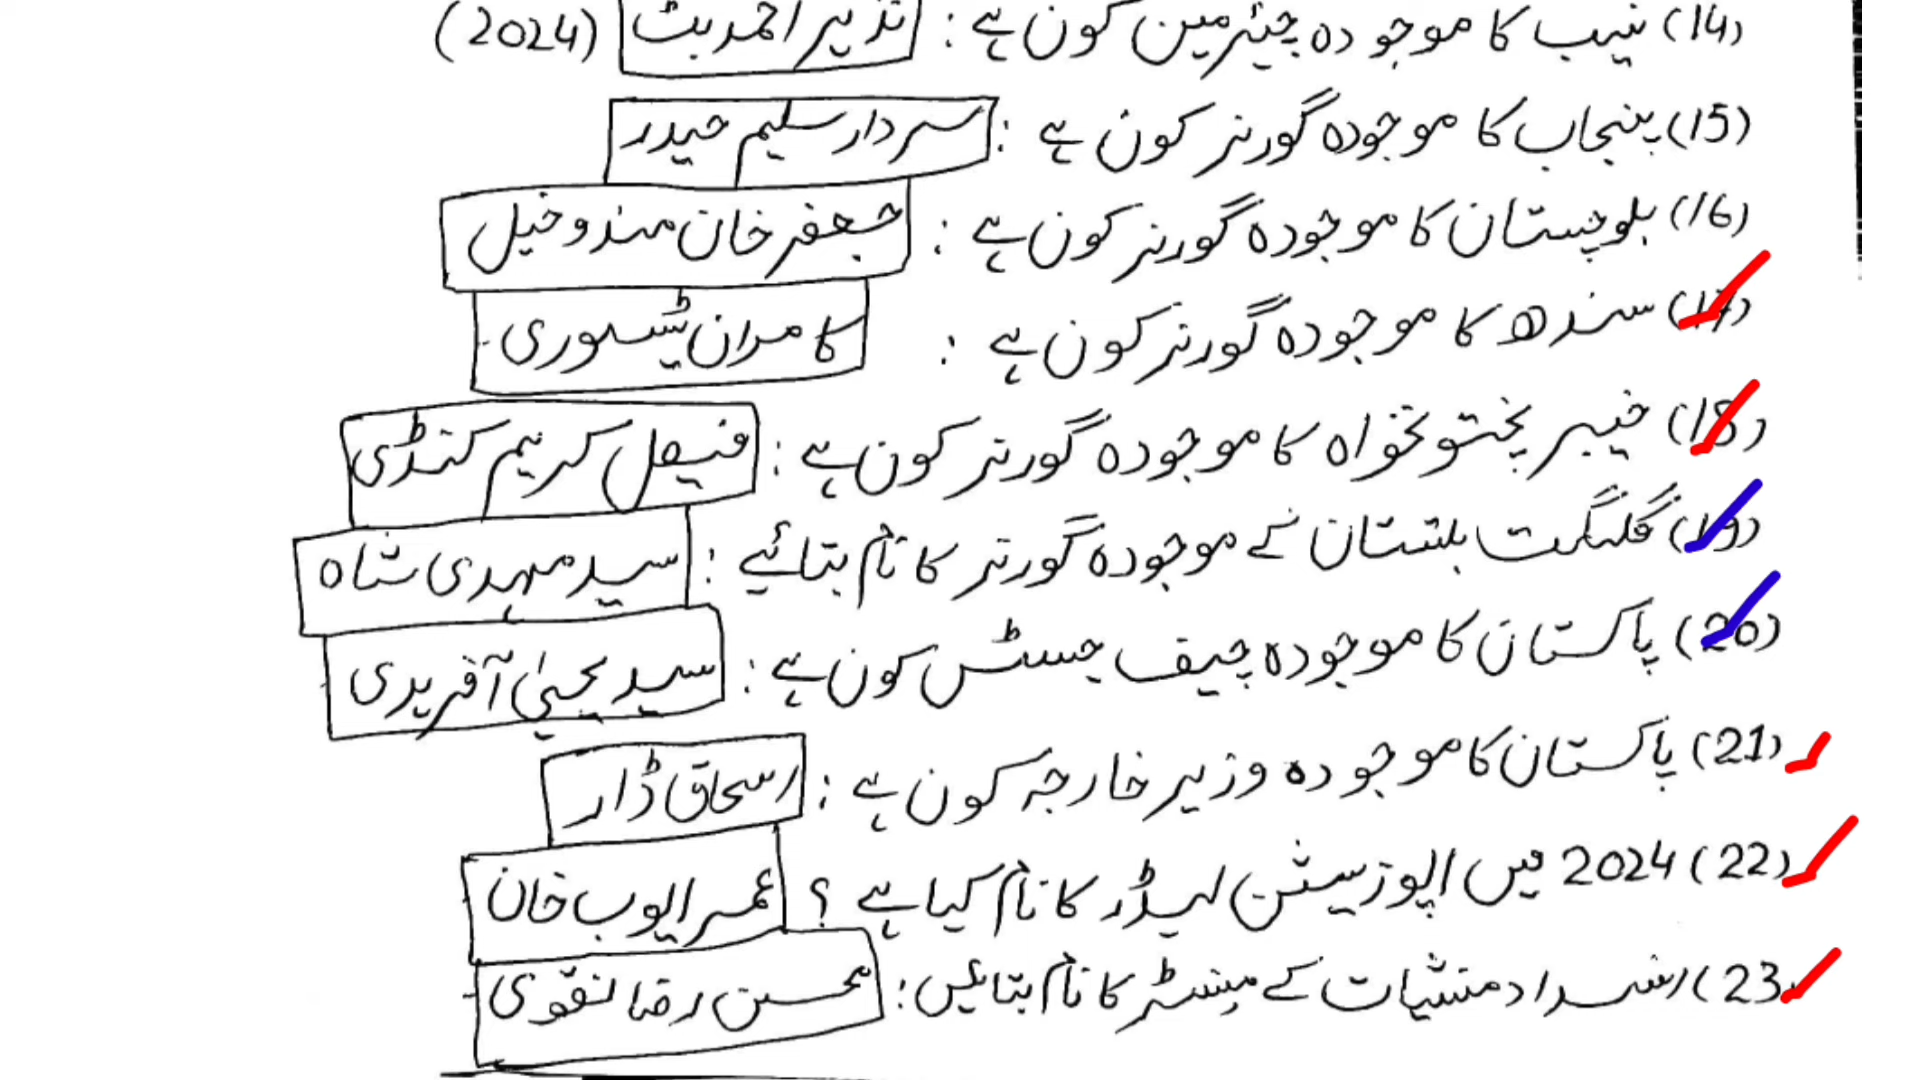 (14) نیب کا موجودہ چیئرمین کون ہے : نذیر احمد بٹ (2024)
(15) پنجاب کا موجودہ گورنر کون ہے : سردار سلیم حیدر
(16) بلوچستان کا موجودہ گورنر کون ہے : جعفر خان مندوخیل
(17) سندھ کا موجودہ گورنر کون ہے : کامران ٹیسوری
(18) خیبر پختو نخواہ کا موجودہ گورنر کون ہے : فیصل کریم کنڈی
(19) گلگت بلتستان کے موجودہ گورنر کا نام بتائیے : سید مہدی شاہ
(20) پاکستان کا موجودہ چیف جسٹس کون ہے : سید یحییٰ آفریدی
(21) پاکستان کا موجودہ وزیر خارجہ کون ہے : اسحاق ڈار
(22) 2024 میں اپوزیشن لیڈر کا نام کیا ہے ؟ عمر ایوب خان
(23) انسداد منشیات کے مینسٹر کا نام بتائیں : محسن رضا نقوی